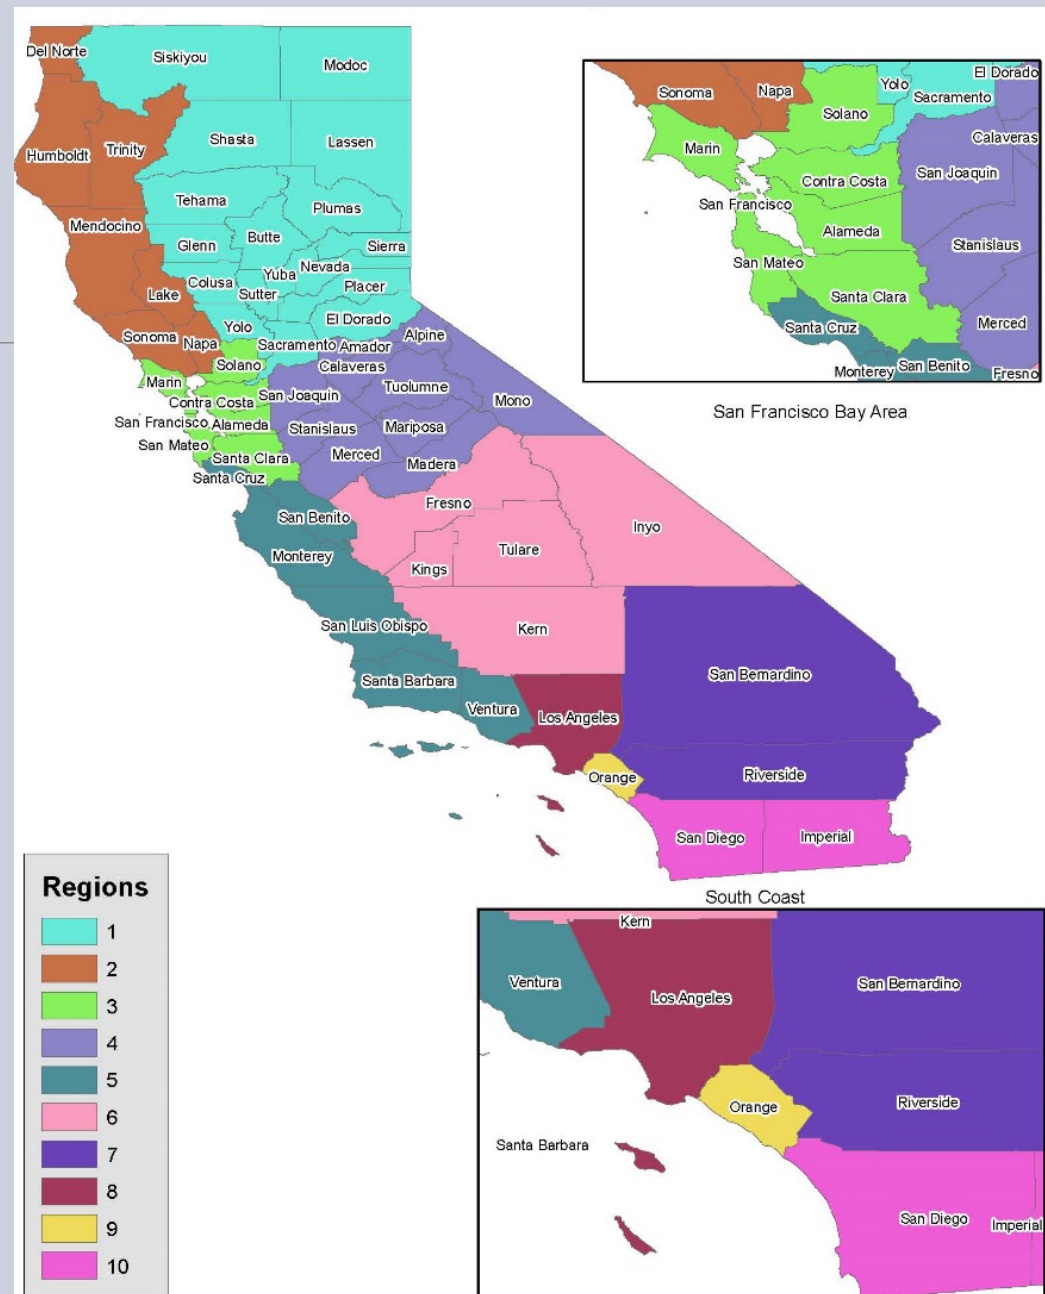 Del Norte
Siskiyou
Modoc
Humboldt
Trinity
Shasta
Lassen
Tehama
Plumas
Mendocino
Glenn
Butte
Sierra
Colusa
Yuba
Nevada
Sutter
Placer
Lake
Yolo
El Dorado
Sonoma
Napa
Sacramento
Amador
Alpine
Solano
Calaveras
Marin
Contra Costa
San Joaquin
Tuolumne
Mono
San Francisco
Alameda
Stanislaus
Mariposa
San Mateo
Santa Clara
Merced
Madera
Santa Cruz
San Benito
Fresno
Inyo
Monterey
Kings
Tulare
San Luis Obispo
Kern
Santa Barbara
Ventura
Los Angeles
San Bernardino
Orange
Riverside
San Diego
Imperial
El Dorado
Sonoma
Napa
Yolo
Sacramento
Solano
Calaveras
Marin
Contra Costa
San Joaquin
San Francisco
Alameda
Stanislaus
San Mateo
Santa Clara
Santa Cruz
Merced
Monterey
San Benito
Fresno
San Francisco Bay Area
Regions
1
2
3
4
5
6
7
8
9
10
South Coast
Kern
Ventura
Los Angeles
San Bernardino
Orange
Riverside
Santa Barbara
San Diego
Imperial